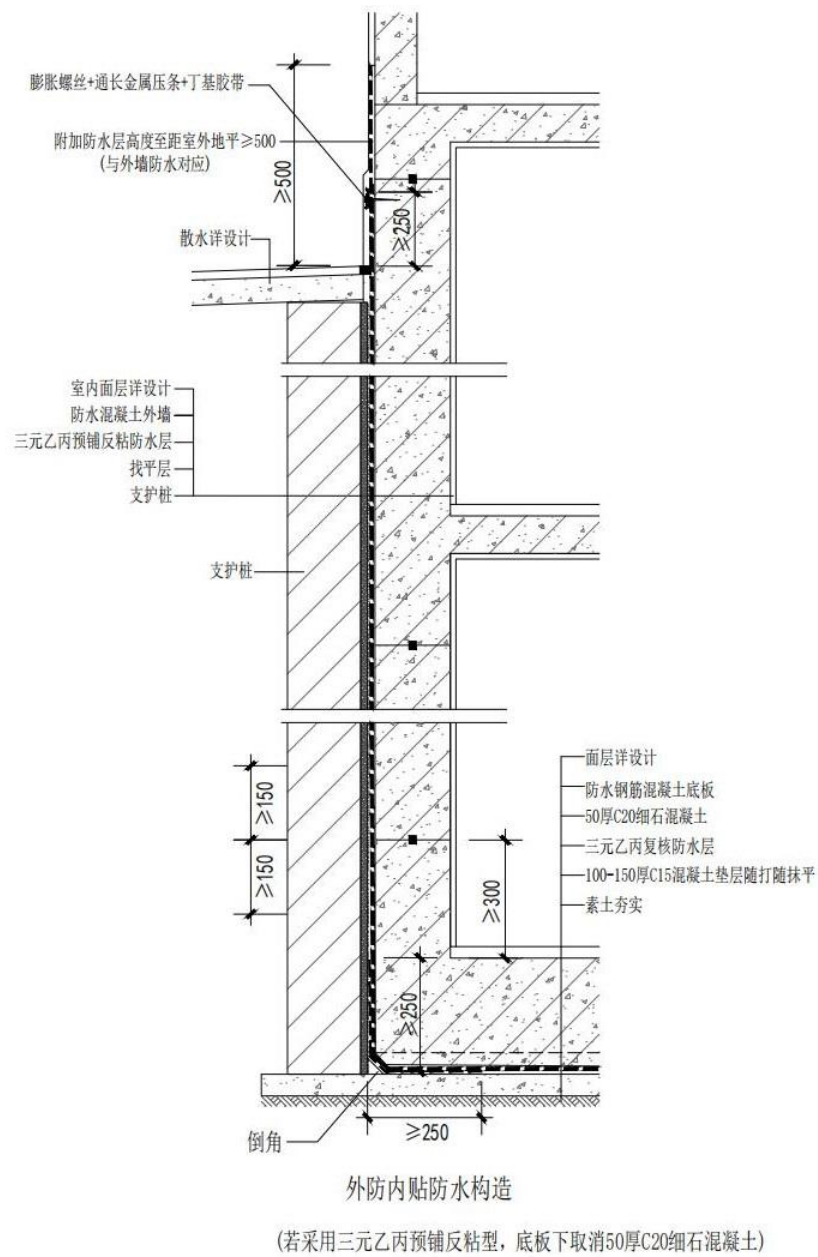 膨胀螺丝+通长金属压条+丁基胶带
附加防水层高度至距室外地平≥500
(与外墙防水对应)
≥500
≥250
散水详设计
室内面层详设计
防水混凝土外墙
三元乙丙预铺反粘防水层
找平层
支护桩
支护桩
≥150
≥150
面层详设计
防水钢筋混凝土底板
50厚C20细石混凝土
三元乙丙复核防水层
100-150厚C15混凝土垫层随打随抹平
素土夯实
≥300
≥250
≥250
倒角
外防内贴防水构造
(若采用三元乙丙预铺反粘型，底板下取消50厚C20细石混凝土)